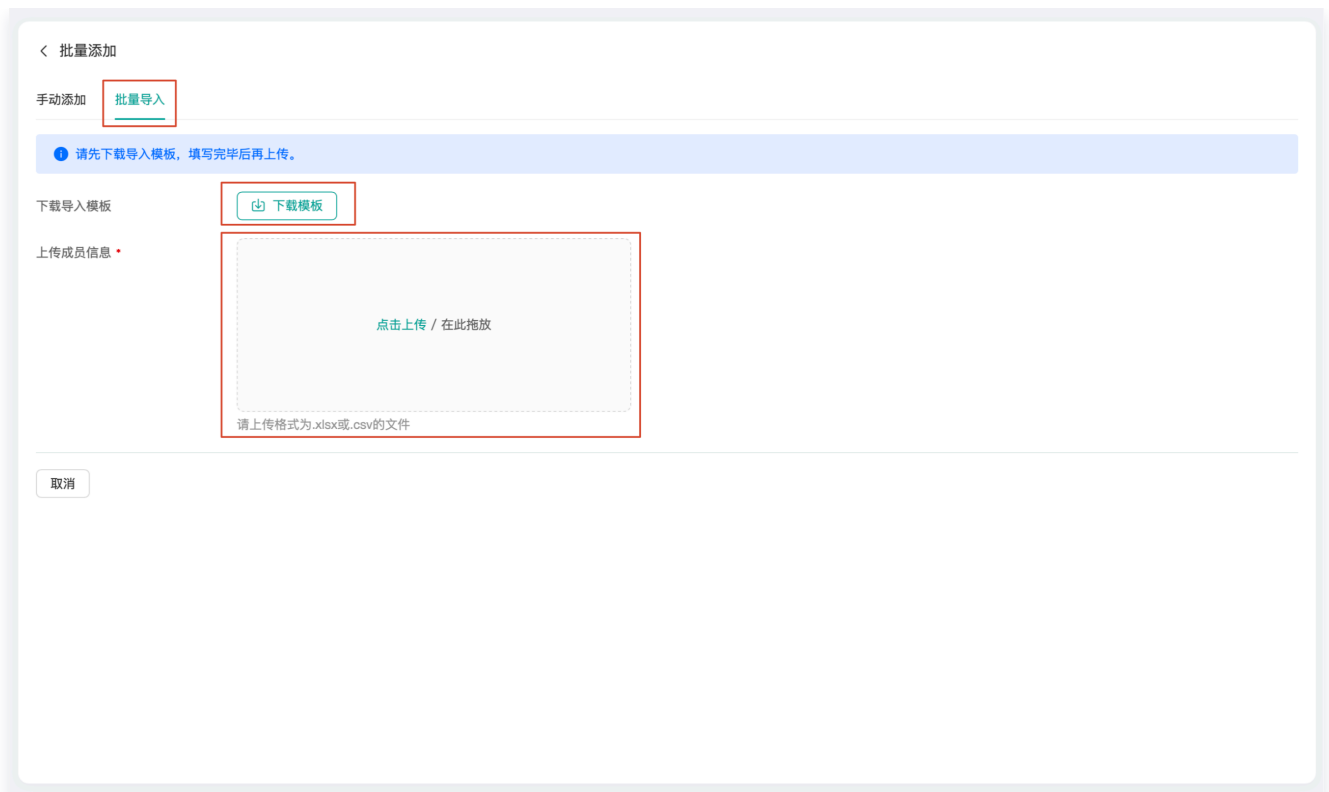 批量添加
手动添加 批量导入
请先下载导入模板，填写完毕后再上传。
下载导入模板 下载模板
上传成员信息 *
点击上传 / 在此拖放
请上传格式为.xlsx或.csv的文件
取消